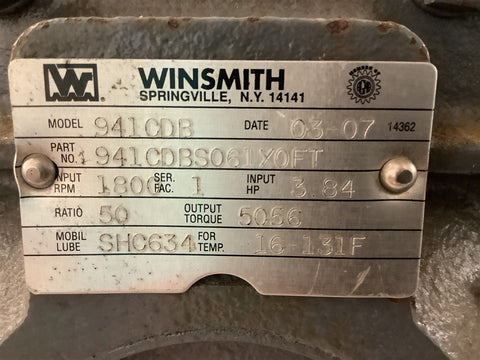 W WINSMITH
SPRINGVILLE, N.Y. 14141
MODEL 941CDB DATE 03-07 14362
PART NO. 941CDBS061X0FT
INPUT RPM 1800 SER. FAC. 1 INPUT HP 3.84
RATIO 50 OUTPUT TORQUE 5056
MOBIL LUBE SHC634 FOR TEMP. 16-131F